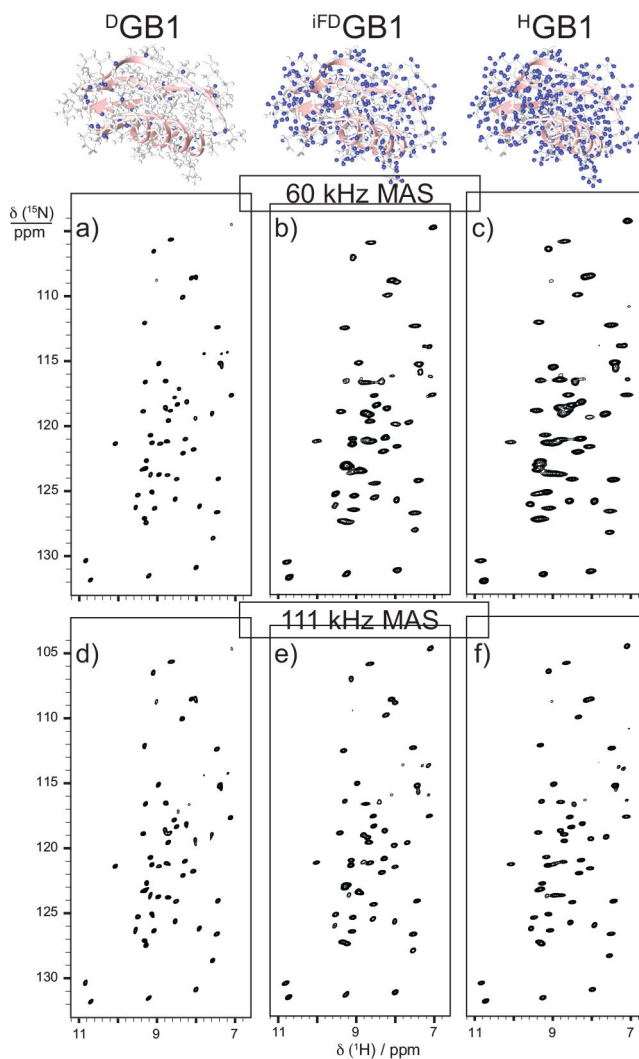 ᴰGB1 ⁱᶠᴰGB1 ᴴGB1
60 kHz MAS
δ (¹⁵N)
ppm
a) b) c)
110
115
120
125
130
111 kHz MAS
d) e) f)
105
110
115
120
125
130
11 9 7 11 9 7 11 9 7
δ (¹H) / ppm